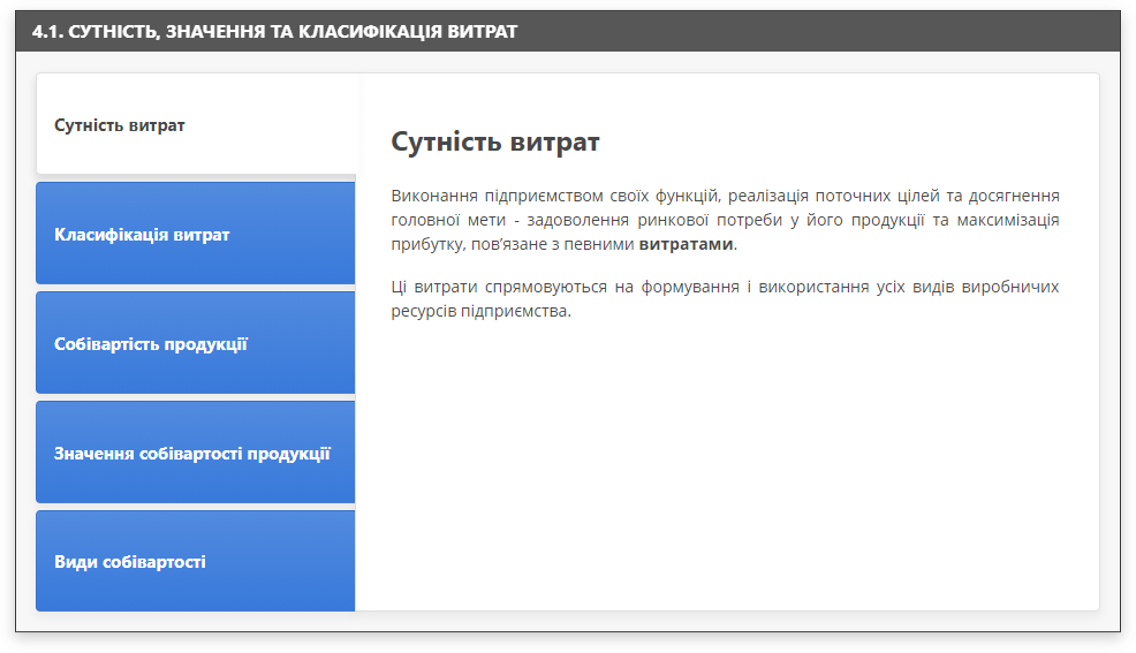 4.1. СУТНІСТЬ, ЗНАЧЕННЯ ТА КЛАСИФІКАЦІЯ ВИТРАТ
Сутність витрат
Класифікація витрат
Собівартість продукції
Значення собівартості продукції
Види собівартості
Сутність витрат
Виконання підприємством своїх функцій, реалізація поточних цілей та досягнення
головної мети - задоволення ринкової потреби у його продукції та максимізація
прибутку, пов’язане з певними витратами.
Ці витрати спрямовуються на формування і використання усіх видів виробничих
ресурсів підприємства.